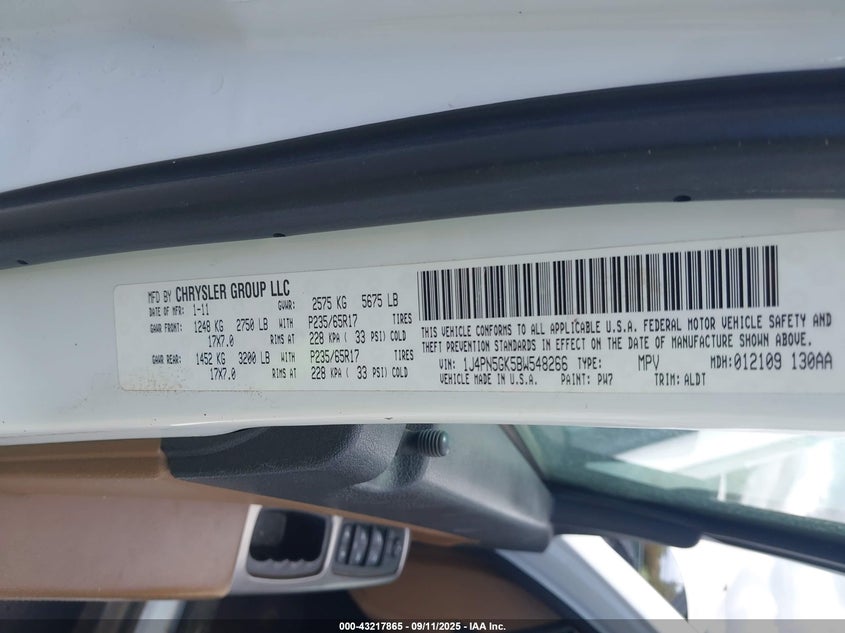 MFD BY CHRYSLER GROUP LLC
DATE OF MFR: 1-11 GVWR: 2575 KG 5675 LB
GAWR FRONT: 1248 KG 2750 LB WITH P235/65R17 TIRES
17X7.0 RIMS AT 228 KPA ( 33 PSI) COLD
GAWR REAR: 1452 KG 3200 LB WITH P235/65R17 TIRES
17X7.0 RIMS AT 228 KPA ( 33 PSI) COLD
THIS VEHICLE CONFORMS TO ALL APPLICABLE U.S.A. FEDERAL MOTOR VEHICLE SAFETY AND
THEFT PREVENTION STANDARDS IN EFFECT ON THE DATE OF MANUFACTURE SHOWN ABOVE.
VIN: 1J4PN5GK5BW548266 TYPE: MPV MDH:012109 130AA
VEHICLE MADE IN U.S.A. PAINT: PW7 TRIM: ALDT
000-43217865 - 09/11/2025 - IAA Inc.